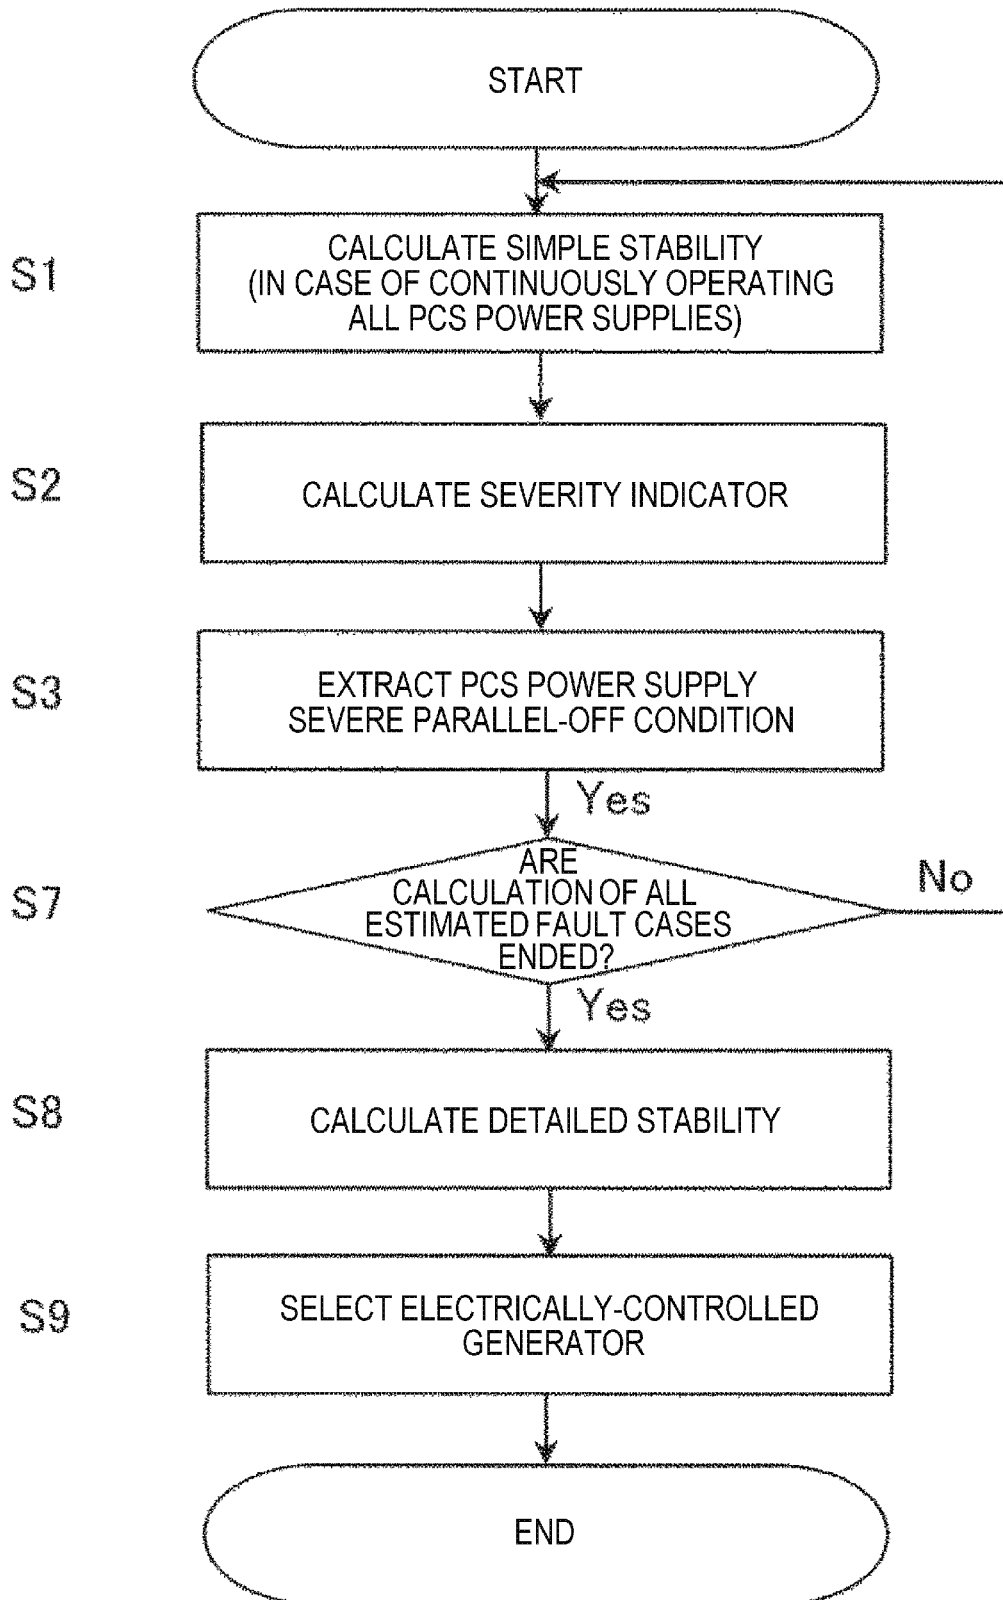 START
S1
CALCULATE SIMPLE STABILITY
(IN CASE OF CONTINUOUSLY OPERATING
ALL PCS POWER SUPPLIES)
S2
CALCULATE SEVERITY INDICATOR
S3
EXTRACT PCS POWER SUPPLY
SEVERE PARALLEL-OFF CONDITION
Yes
S7
ARE
CALCULATION OF ALL
ESTIMATED FAULT CASES
ENDED?
No
Yes
S8
CALCULATE DETAILED STABILITY
S9
SELECT ELECTRICALLY-CONTROLLED
GENERATOR
END